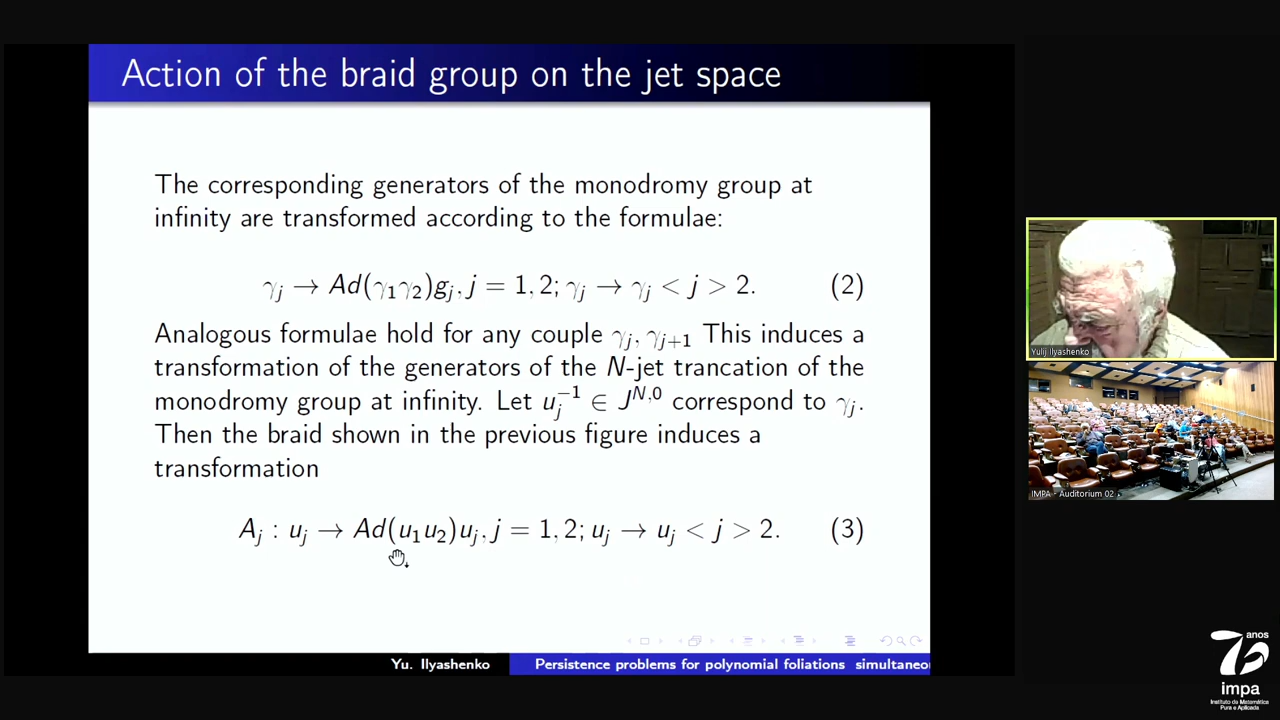 Action of the braid group on the jet space
The corresponding generators of the monodromy group at
infinity are transformed according to the formulae:
γ_j → Ad(γ_1γ_2)g_j, j = 1, 2; γ_j → γ_j < j > 2. (2)
Analogous formulae hold for any couple γ_j, γ_{j+1} This induces a
transformation of the generators of the N-jet trancation of the
monodromy group at infinity. Let u_j^{-1} ∈ J^{N,0} correspond to γ_j.
Then the braid shown in the previous figure induces a
transformation
A_j : u_j → Ad(u_1u_2)u_j, j = 1, 2; u_j → u_j < j > 2. (3)
Yu. Ilyashenko
Persistence problems for polynomial foliations simultaneo
Yulij Ilyashenko
IMPA - Auditorium 02
anos
impa
Instituto de Matemática
Pura e Aplicada